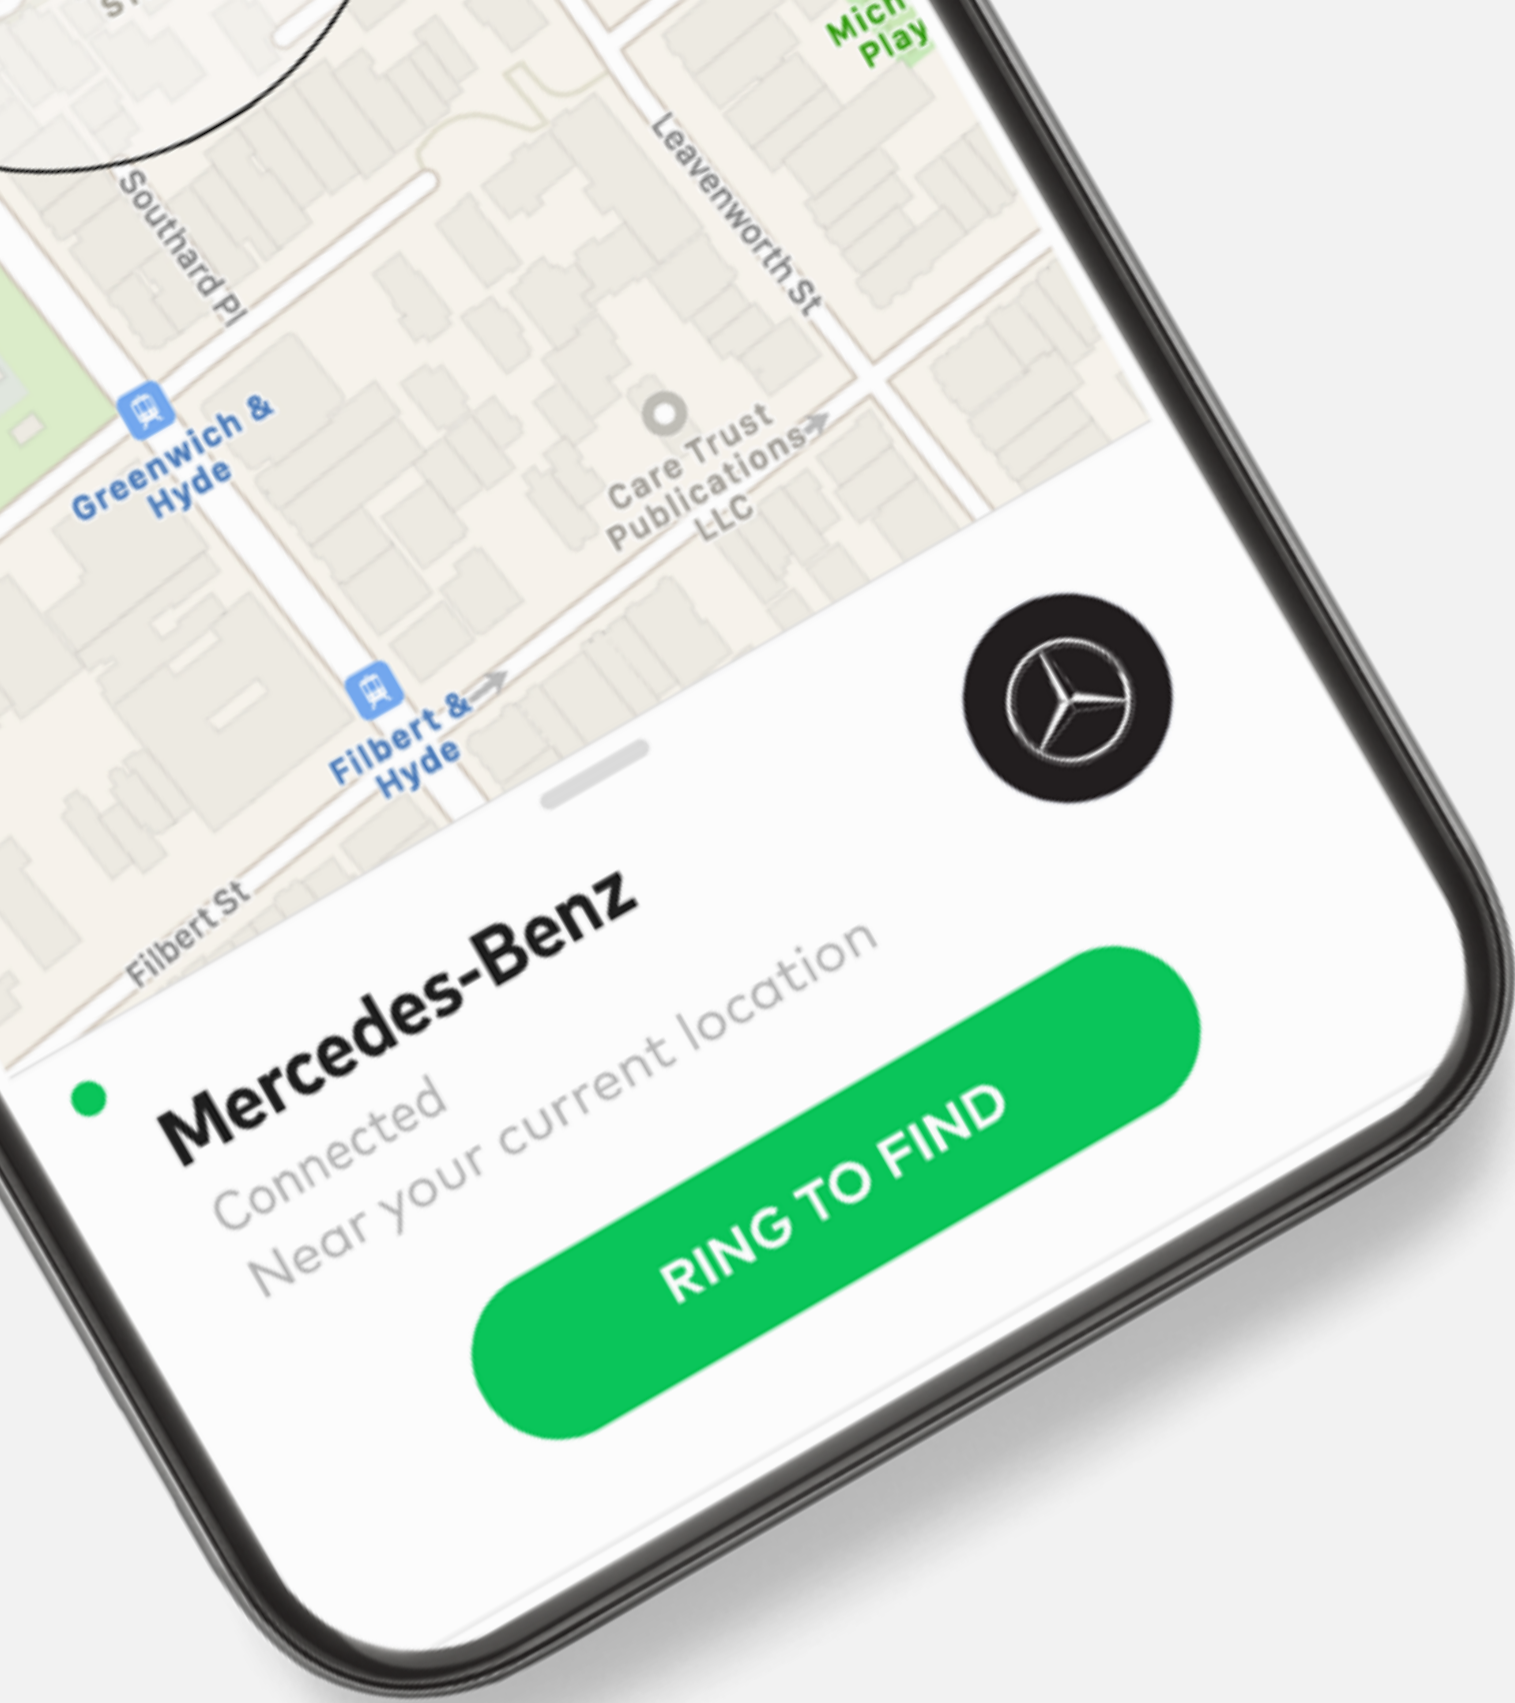 Mich
Play
Leavenworth St
Southard Pl
Greenwich &
Hyde
Care Trust
Publications
LLC
Filbert &
Hyde
Filbert St
Mercedes-Benz
Connected
Near your current location
RING TO FIND